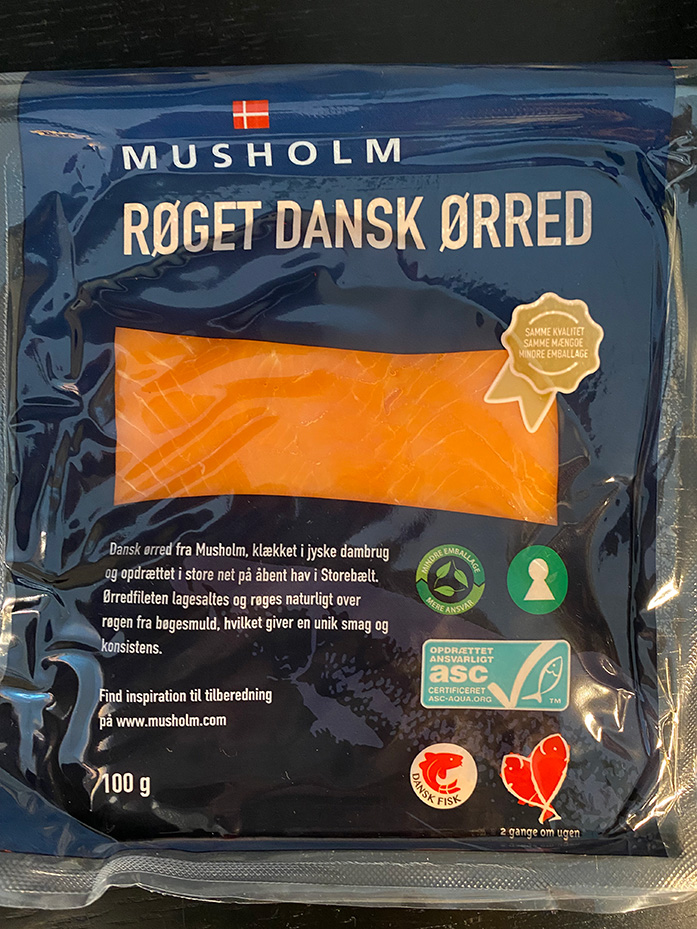 MUSHOLM
RØGET DANSK ØRRED
SAMME KVALITET
SAMME MÆNGDE
MINDRE EMBALLAGE
Dansk ørred fra Musholm, klækket i jyske dambrug
og opdrættet i store net på åbent hav i Storebælt.
Ørredfileten lagesaltes og røges naturligt over
røgen fra bøgesmuld, hvilket giver en unik smag og
konsistens.
Find inspiration til tilberedning
på www.musholm.com
100 g
MINDRE EMBALLAGE
MERE ANSVAR
OPDRÆTTET
ANSVARLIGT
asc
CERTIFICERET
ASC-AQUA.ORG
TM
DANSK FISK
2 gange om ugen